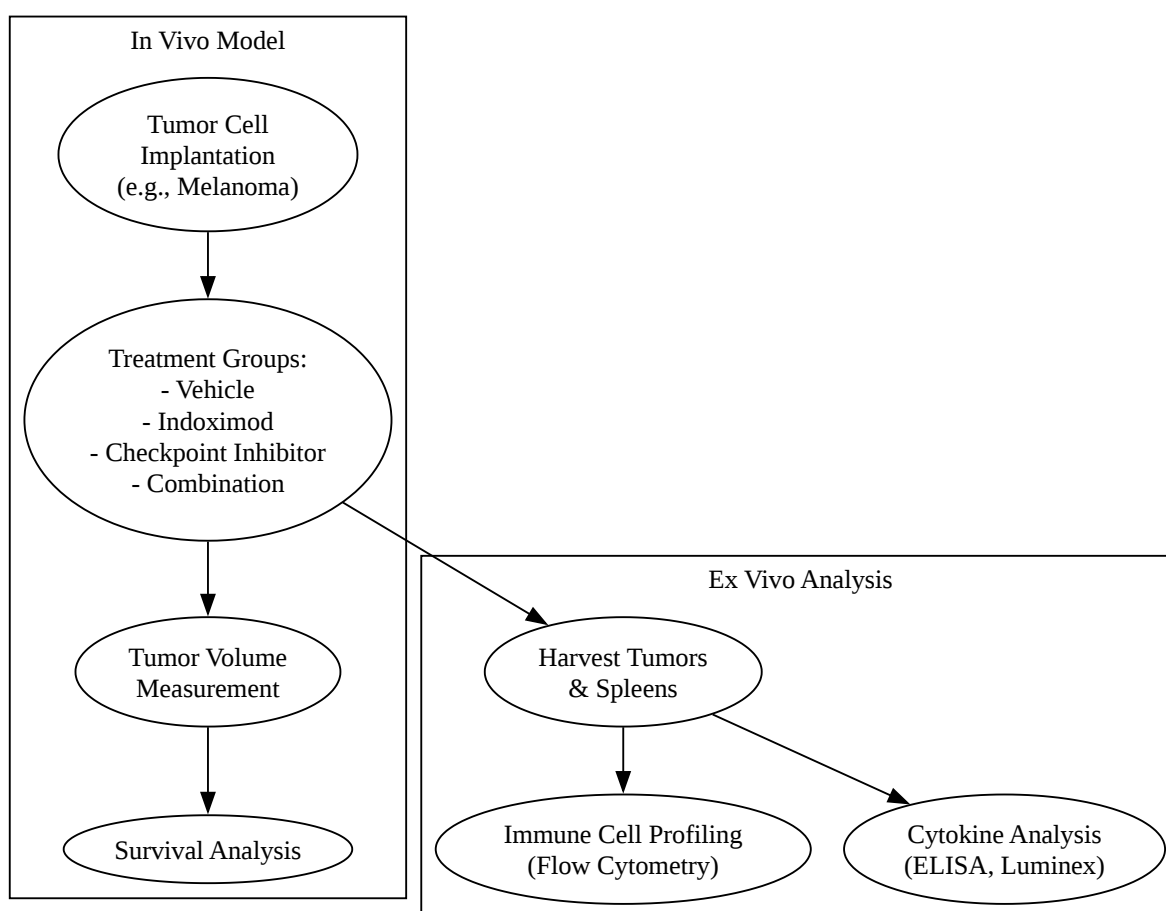 In Vivo Model
Tumor Cell
Implantation
(e.g., Melanoma)
Treatment Groups:
- Vehicle
- Indoximod
- Checkpoint Inhibitor
- Combination
Tumor Volume
Measurement
Survival Analysis
Ex Vivo Analysis
Harvest Tumors
& Spleens
Immune Cell Profiling
(Flow Cytometry)
Cytokine Analysis
(ELISA, Luminex)